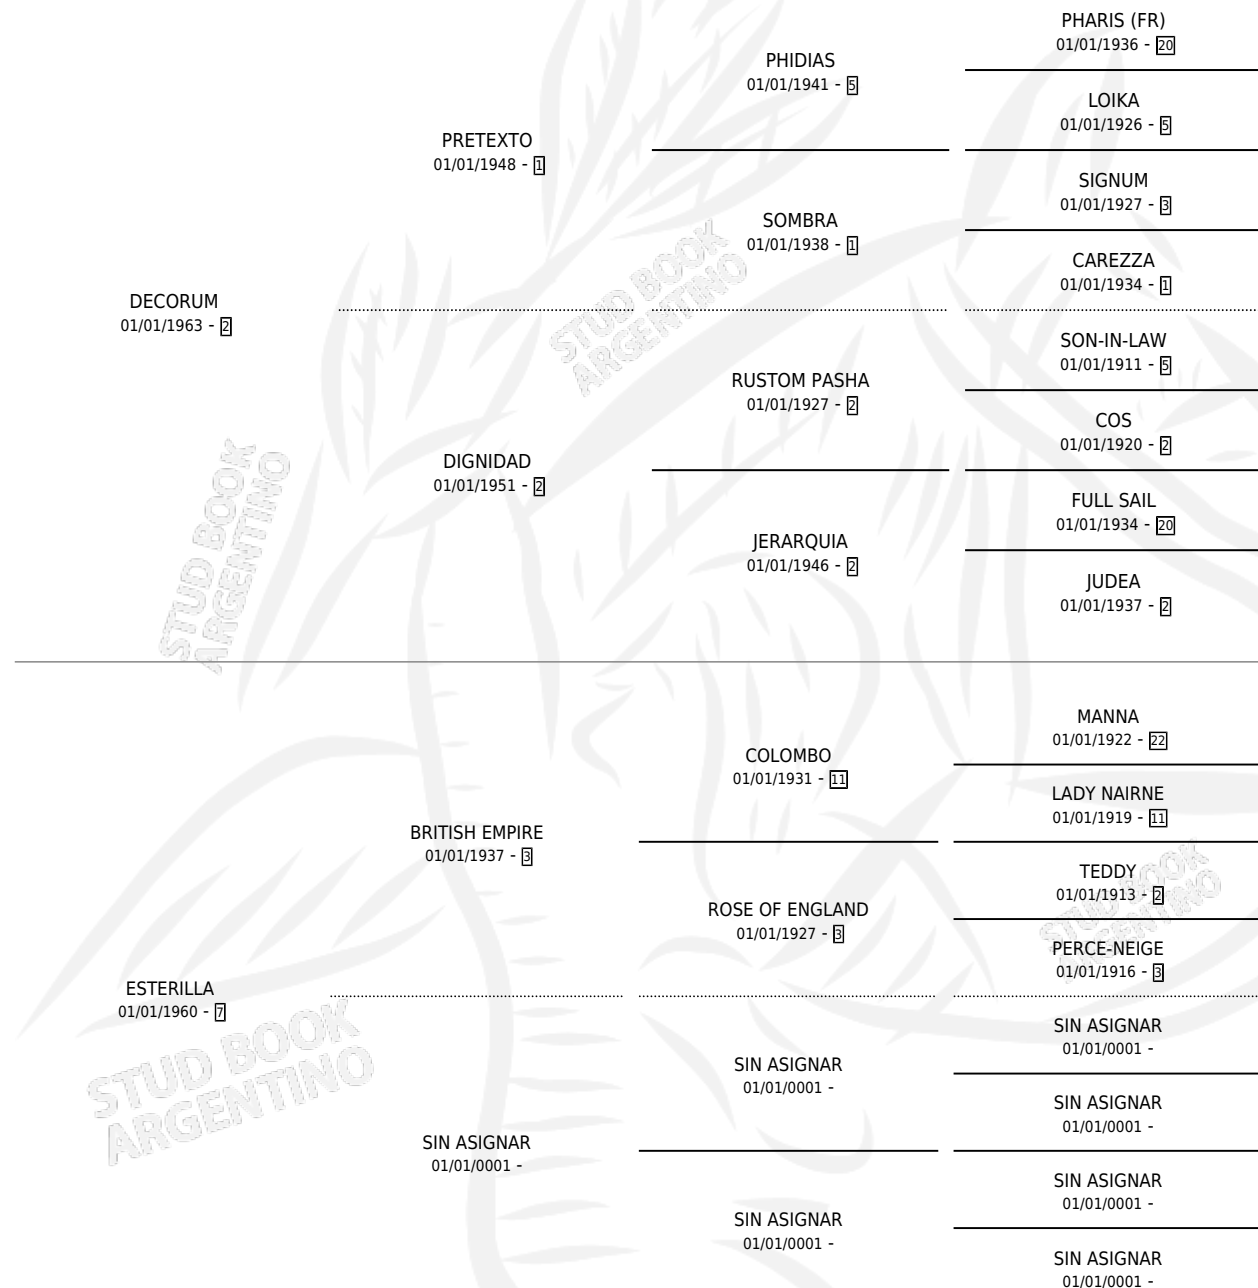 PHARIS (FR)
01/01/1936 - 20
PHIDIAS
01/01/1941 - 5
LOIKA
01/01/1926 - 5
PRETEXTO
01/01/1948 - 1
SIGNUM
01/01/1927 - 3
SOMBRA
01/01/1938 - 1
CAREZZA
01/01/1934 - 1
DECORUM
01/01/1963 - 2
STUD BOOK
ARGENTINO
SON-IN-LAW
01/01/1911 - 5
RUSTOM PASHA
01/01/1927 - 2
COS
01/01/1920 - 2
DIGNIDAD
01/01/1951 - 2
FULL SAIL
01/01/1934 - 20
JERARQUIA
01/01/1946 - 2
JUDEA
01/01/1937 - 2
STUD BOOK
ARGENTINO
MANNA
01/01/1922 - 22
COLOMBO
01/01/1931 - 11
LADY NAIRNE
01/01/1919 - 11
BRITISH EMPIRE
01/01/1937 - 3
TEDDY
01/01/1913 - 2
ROSE OF ENGLAND
01/01/1927 - 3
STUD BOOK
ARGENTINO
PERCE-NEIGE
01/01/1916 - 3
ESTERILLA
01/01/1960 - 7
STUD BOOK
ARGENTINO
SIN ASIGNAR
01/01/0001 -
SIN ASIGNAR
01/01/0001 -
SIN ASIGNAR
01/01/0001 -
SIN ASIGNAR
01/01/0001 -
SIN ASIGNAR
01/01/0001 -
SIN ASIGNAR
01/01/0001 -
SIN ASIGNAR
01/01/0001 -